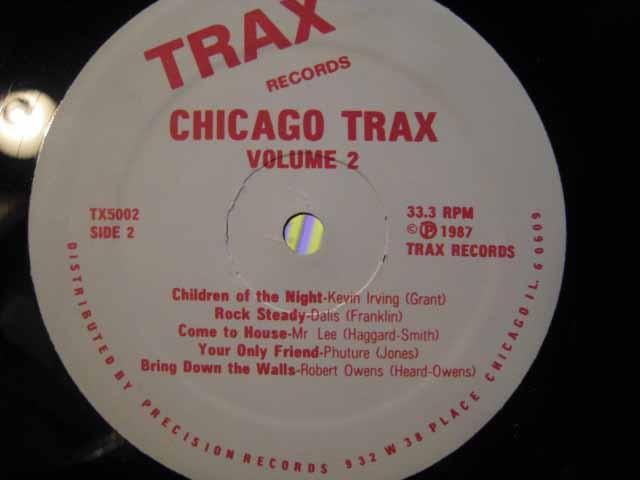 TRAX
RECORDS
CHICAGO TRAX
VOLUME 2
TX5002
SIDE 2
33.3 RPM
© ℗ 1987
TRAX RECORDS
Children of the Night-Kevin Irving (Grant)
Rock Steady-Dalis (Franklin)
Come to House-Mr Lee (Haggard-Smith)
Your Only Friend-Phuture (Jones)
Bring Down the Walls-Robert Owens (Heard-Owens)
DISTRIBUTED BY PRECISION RECORDS 932 W 38 PLACE CHICAGO IL. 60609